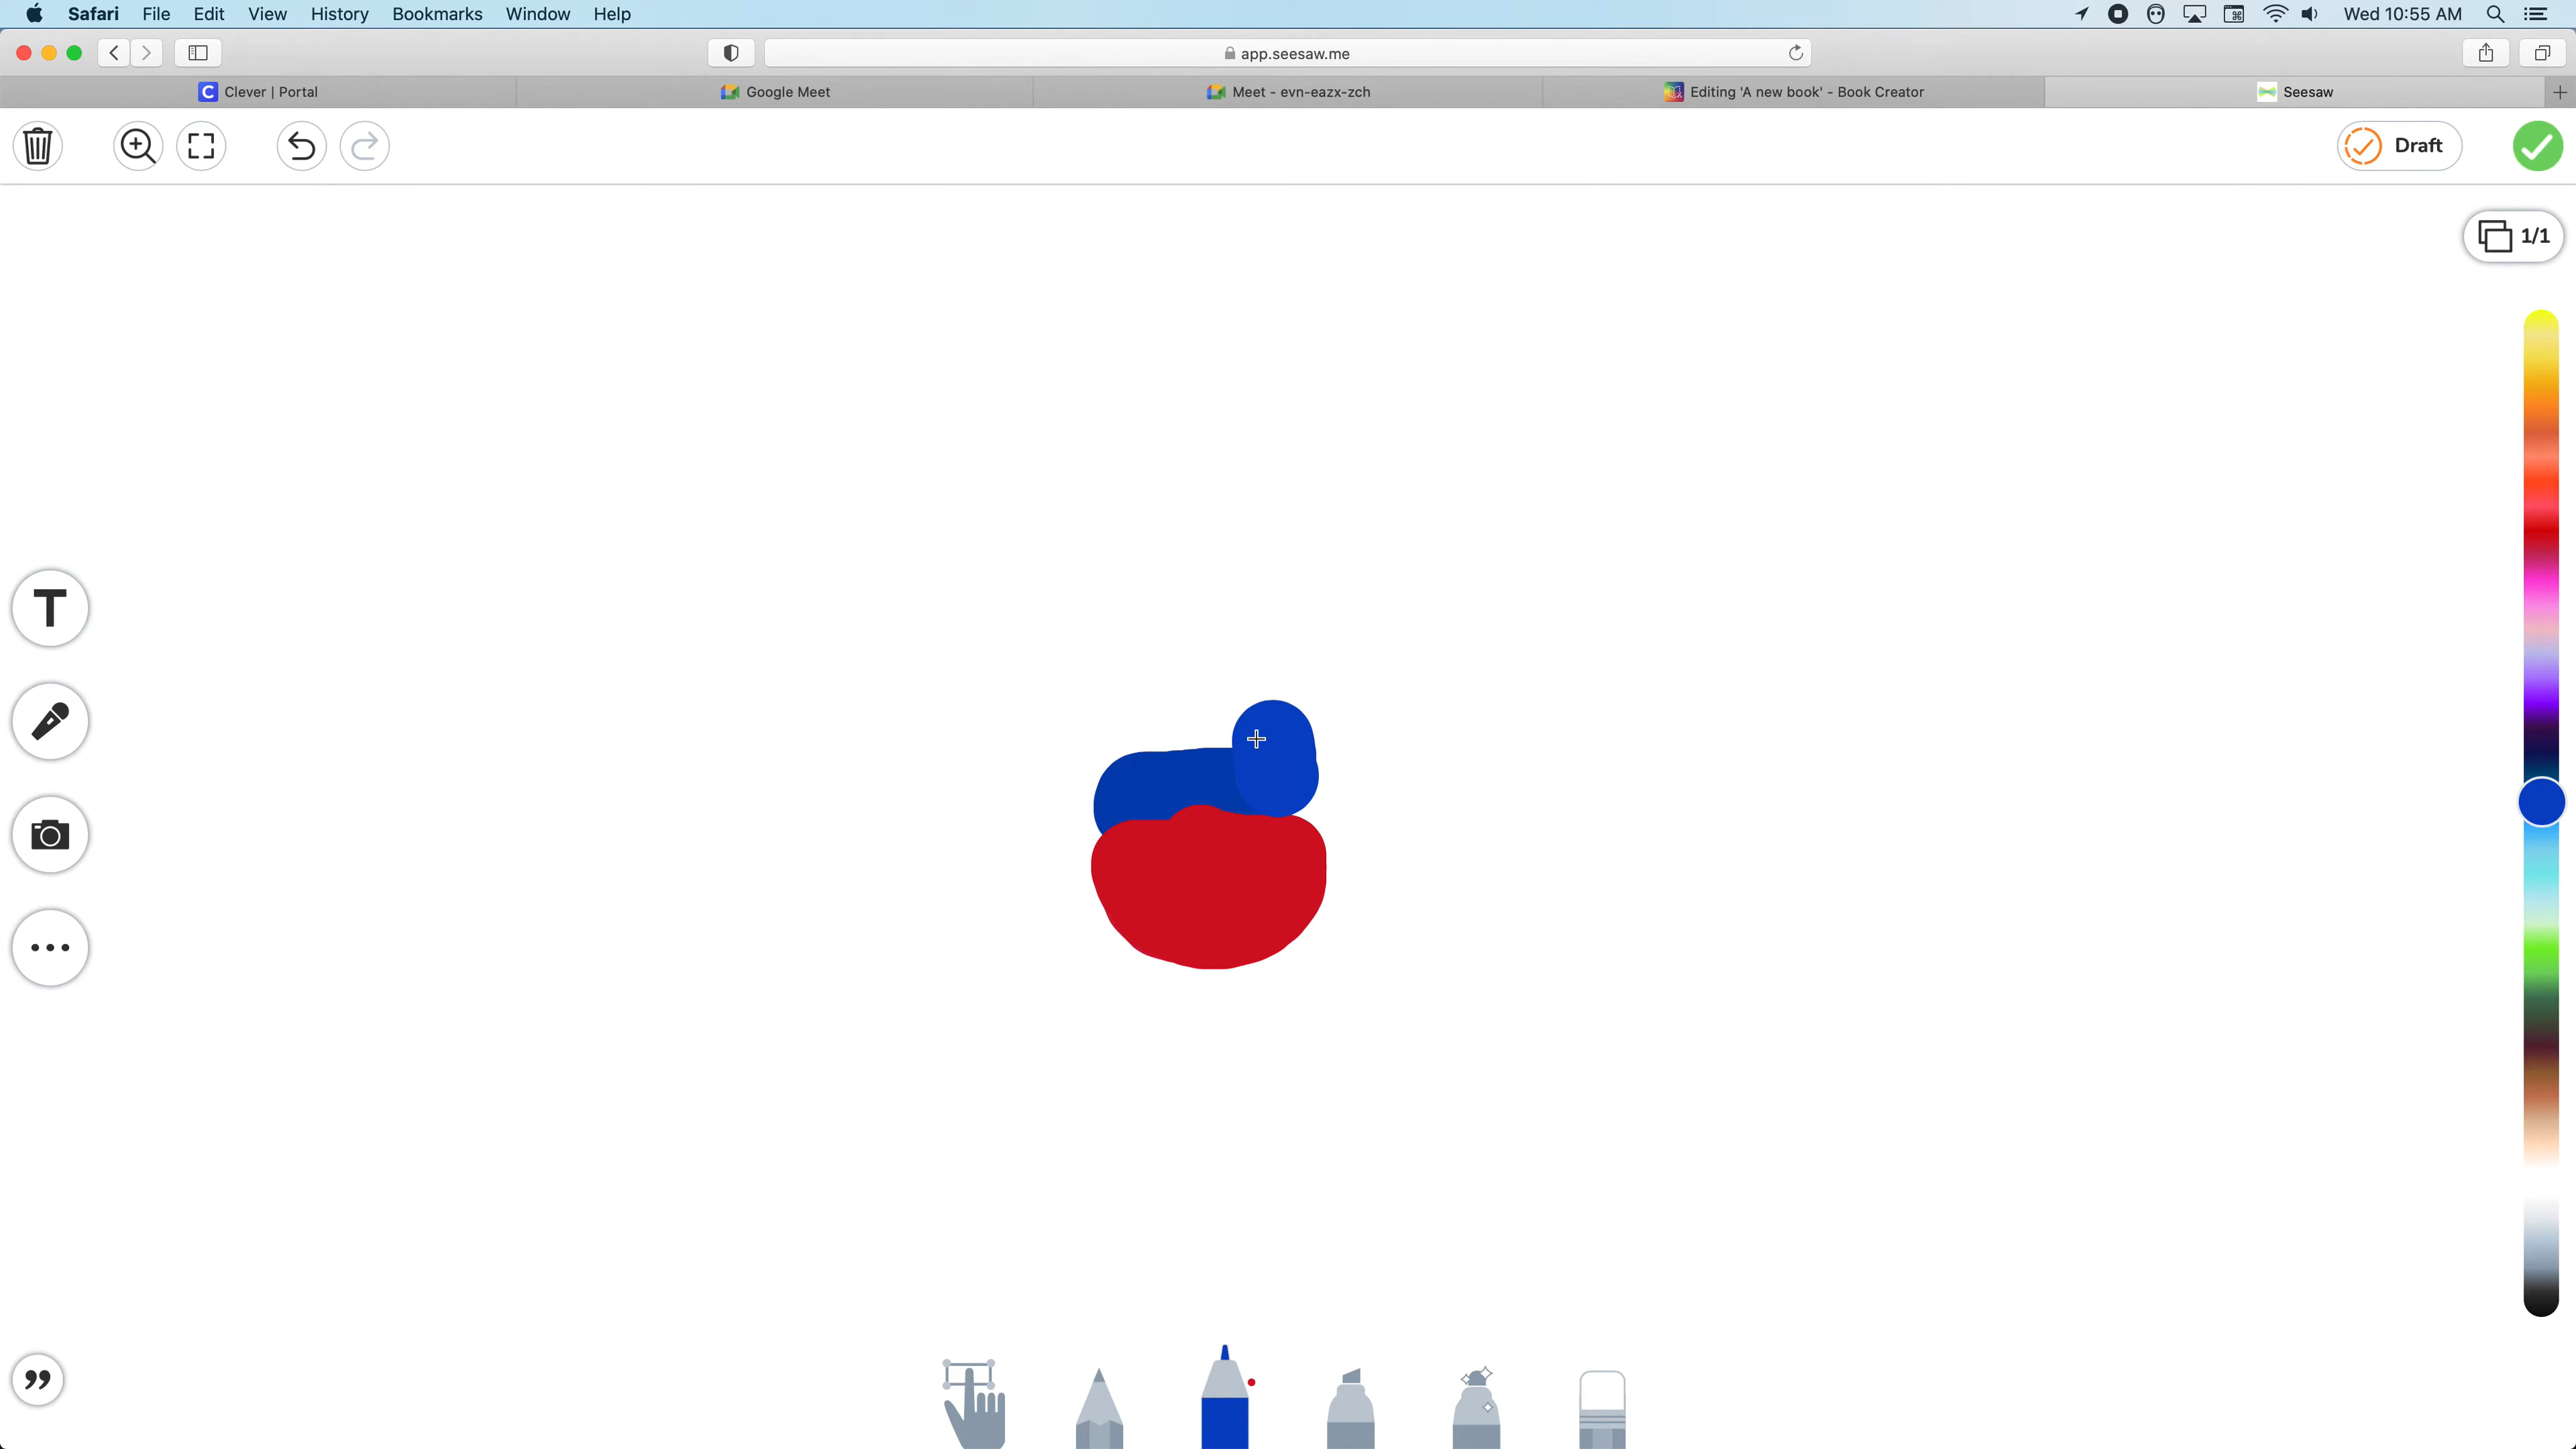 Safari File Edit View History Bookmarks Window Help Wed 10:55 AM
app.seesaw.me
Clever | Portal Google Meet Meet - evn-eazx-zch Editing 'A new book' - Book Creator Seesaw
Draft
1/1
T